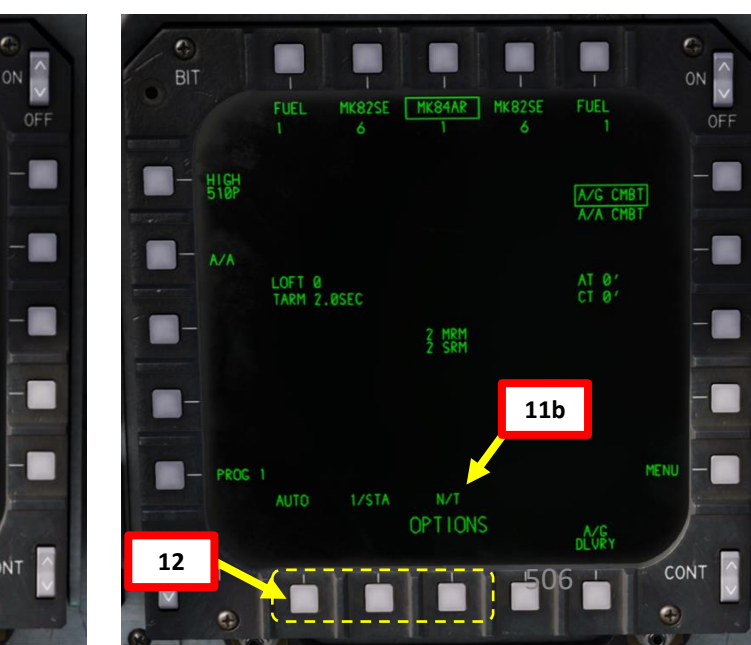 ON
OFF
BIT
ON
OFF
FUEL MK82SE MK84AR MK82SE FUEL
1 6 1 6 1
HIGH
510P
A/G CMBT
A/A CMBT
A/A
LOFT 0
TARM 2.0SEC
AT 0'
CT 0'
2 MRM
2 SRM
11b
PROG 1
MENU
AUTO 1/STA N/T
OPTIONS
A/G
DLVRY
12
506
CONT
NT